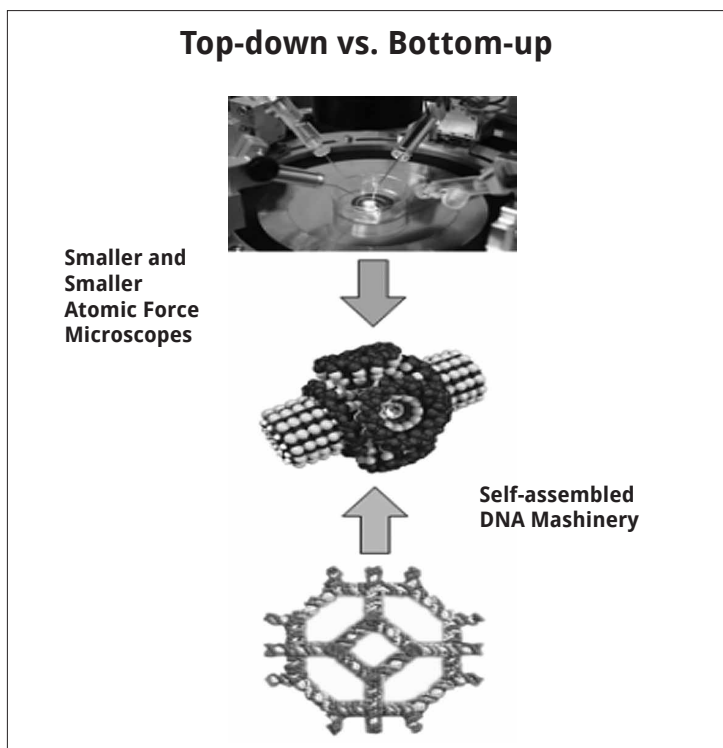 Top-down vs. Bottom-up
Smaller and
Smaller
Atomic Force
Microscopes
Self-assembled
DNA Mashinery